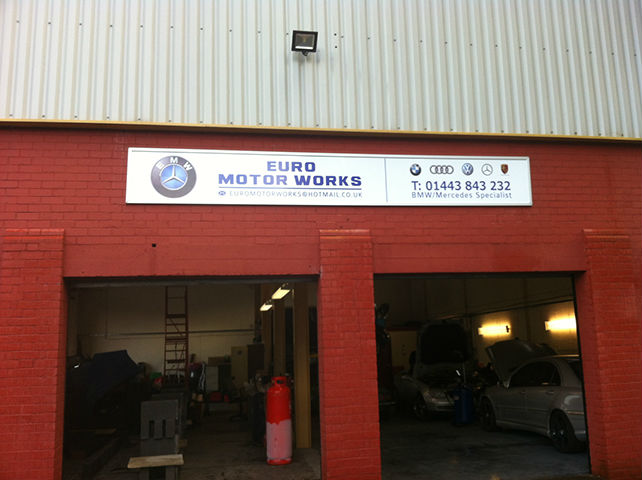 BMW
EURO
MOTOR WORKS
EUROMOTORWORKS@HOTMAIL.CO.UK
T: 01443 843 232
BMW/Mercedes Specialist